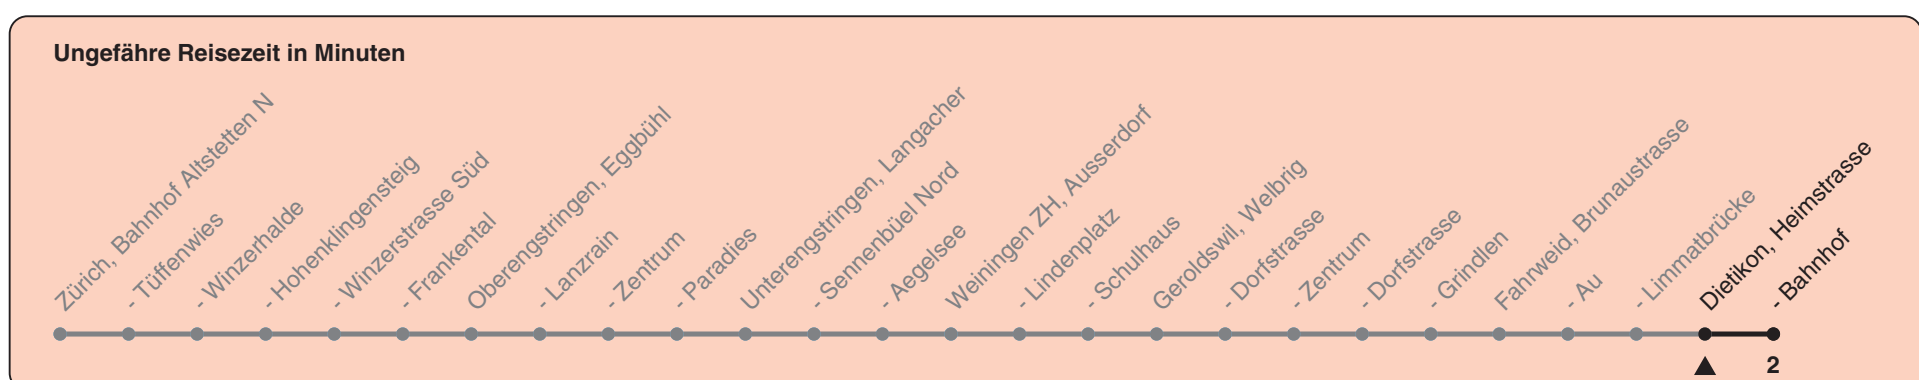 Ungefähre Reisezeit in Minuten
Zürich, Bahnhof Altstetten N
- Tüffenwies
- Winzerhalde
- Hohenklingensteig
- Winzerstrasse Süd
- Frankental
Oberengstringen, Eggbühl
- Lanzrain
- Zentrum
- Paradies
Unterengstringen, Langacher
- Sennenbüel Nord
- Aegelsee
Weiningen ZH, Ausserdorf
- Lindenplatz
- Schulhaus
Geroldswil, Welbrig
- Dorfstrasse
- Zentrum
- Dorfstrasse
- Grindlen
Fahrweid, Brunaustrasse
- Au
- Limmatbrücke
Dietikon, Heimstrasse
- Bahnhof
2